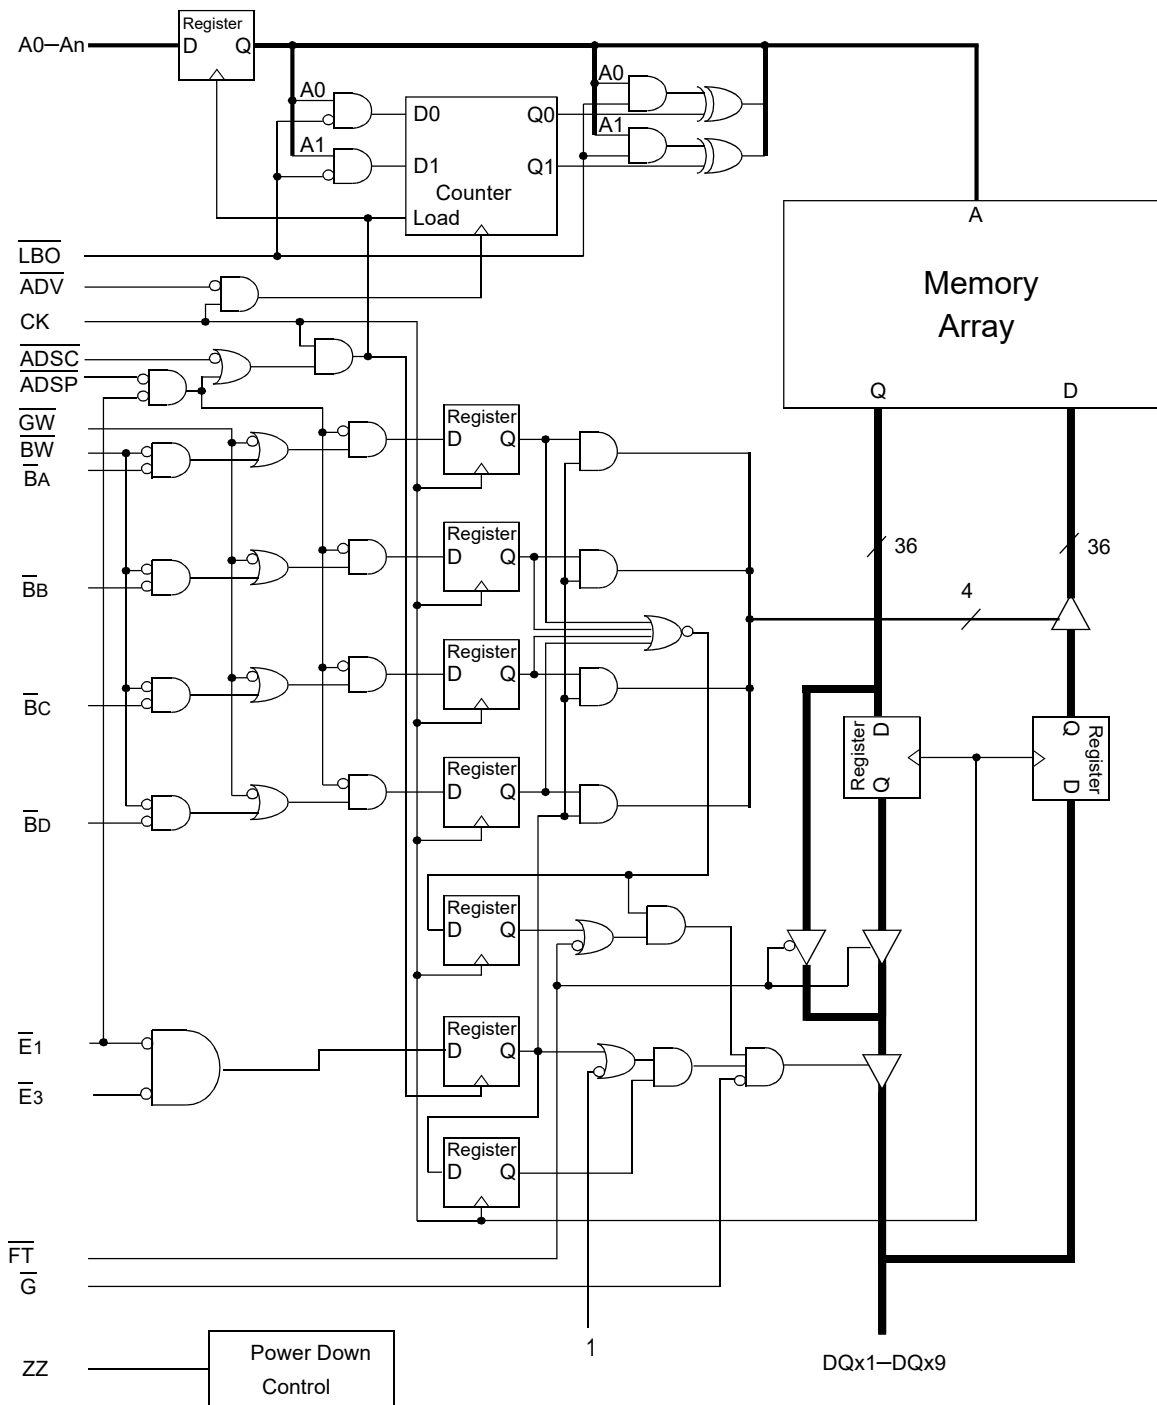 Register
A0–An
D Q
A0
A0
D0
Q0
A1
A1
D1
Q1
Counter
Load
A
LBO
ADV
Memory
Array
CK
ADSC
ADSP
Q
D
GW
BW
BA
Register
D Q
BB
Register
D Q
36
36
4
BC
Register
D Q
Register
D
Q
Register
Q
D
BD
Register
D Q
Register
D Q
E1
E3
Register
D Q
Register
D Q
FT
G
1
ZZ
Power Down
Control
DQx1–DQx9